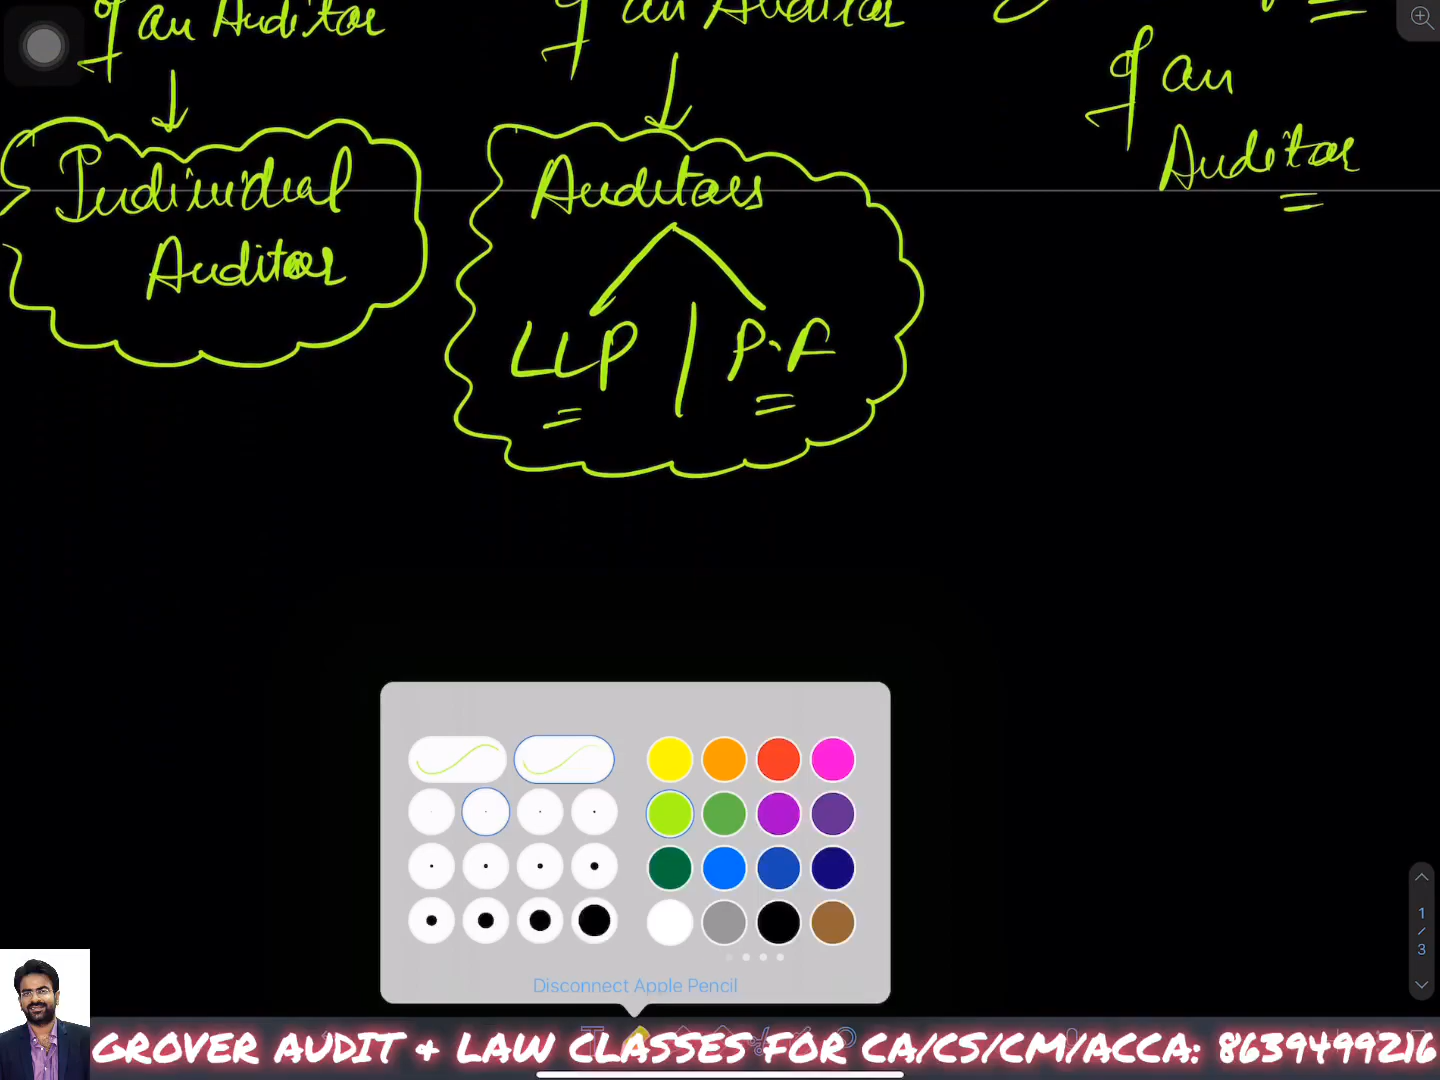 of an Auditor
of an Auditor
of an
Auditor
Individual
Auditor
Auditors
LLP | P.F
1
/
3
Disconnect Apple Pencil
GROVER AUDIT & LAW CLASSES FOR CA/CS/CM/ACCA: 8639499216